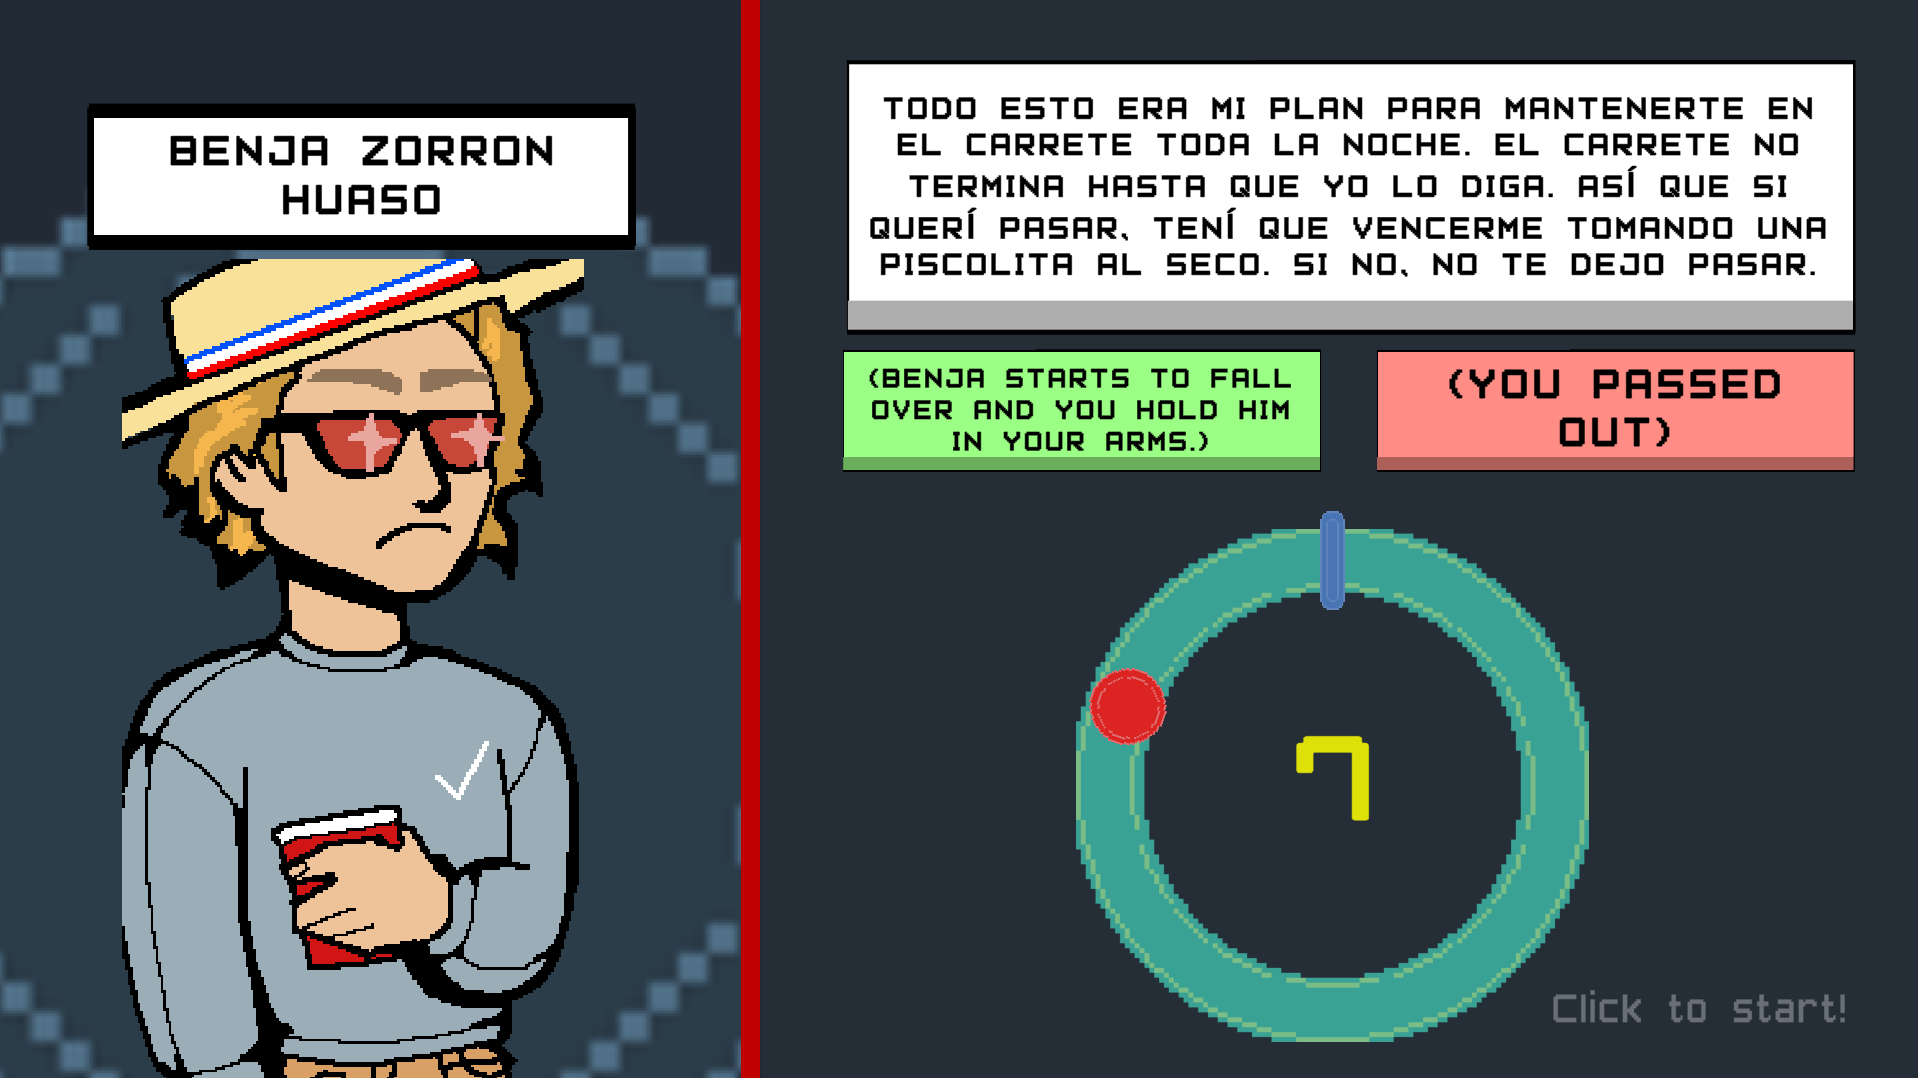 BENJA ZORRON
HUASO
TODO ESTO ERA MI PLAN PARA MANTENERTE EN
EL CARRETE TODA LA NOCHE. EL CARRETE NO
TERMINA HASTA QUE YO LO DIGA. ASÍ QUE SI
QUERÍ PASAR, TENÍ QUE VENCERME TOMANDO UNA
PISCOLITA AL SECO. SI NO, NO TE DEJO PASAR.
(BENJA STARTS TO FALL
OVER AND YOU HOLD HIM
IN YOUR ARMS.)
(YOU PASSED
OUT)
7
Click to start!